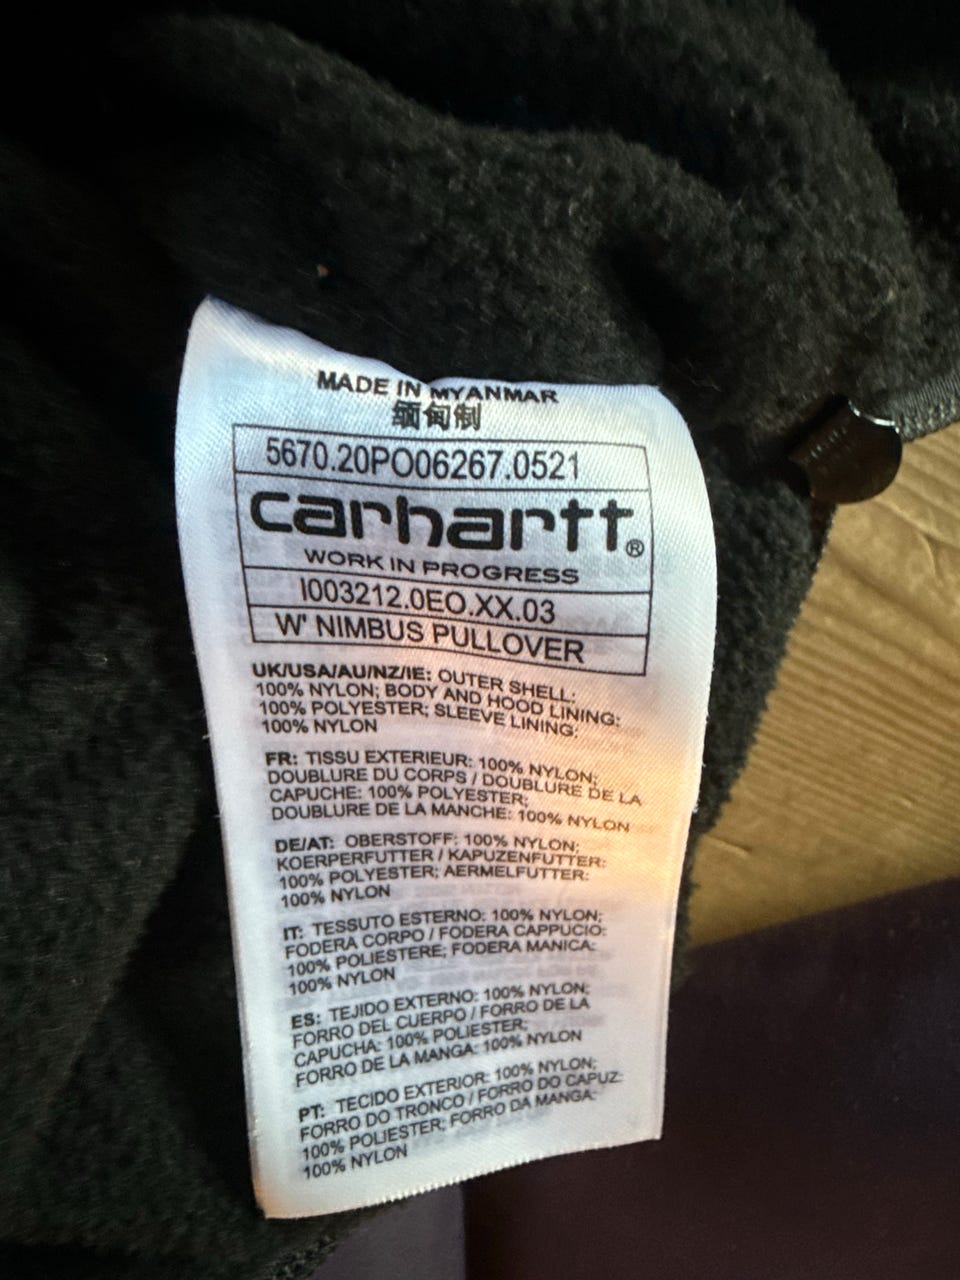 MADE IN MYANMAR
缅甸制
5670.20PO06267.0521
carhartt®
WORK IN PROGRESS
I003212.0EO.XX.03
W' NIMBUS PULLOVER
UK/USA/AU/NZ/IE: OUTER SHELL:
100% NYLON; BODY AND HOOD LINING:
100% POLYESTER; SLEEVE LINING:
100% NYLON
FR: TISSU EXTERIEUR: 100% NYLON;
DOUBLURE DU CORPS / DOUBLURE DE LA
CAPUCHE: 100% POLYESTER;
DOUBLURE DE LA MANCHE: 100% NYLON
DE/AT: OBERSTOFF: 100% NYLON;
KOERPERFUTTER / KAPUZENFUTTER:
100% POLYESTER; AERMELFUTTER:
100% NYLON
IT: TESSUTO ESTERNO: 100% NYLON;
FODERA CORPO / FODERA CAPPUCIO:
100% POLIESTERE; FODERA MANICA:
100% NYLON
ES: TEJIDO EXTERNO: 100% NYLON;
FORRO DEL CUERPO / FORRO DE LA
CAPUCHA: 100% POLIESTER;
FORRO DE LA MANGA: 100% NYLON
PT: TECIDO EXTERIOR: 100% NYLON;
FORRO DO TRONCO / FORRO DO CAPUZ:
100% POLIESTER; FORRO DA MANGA:
100% NYLON